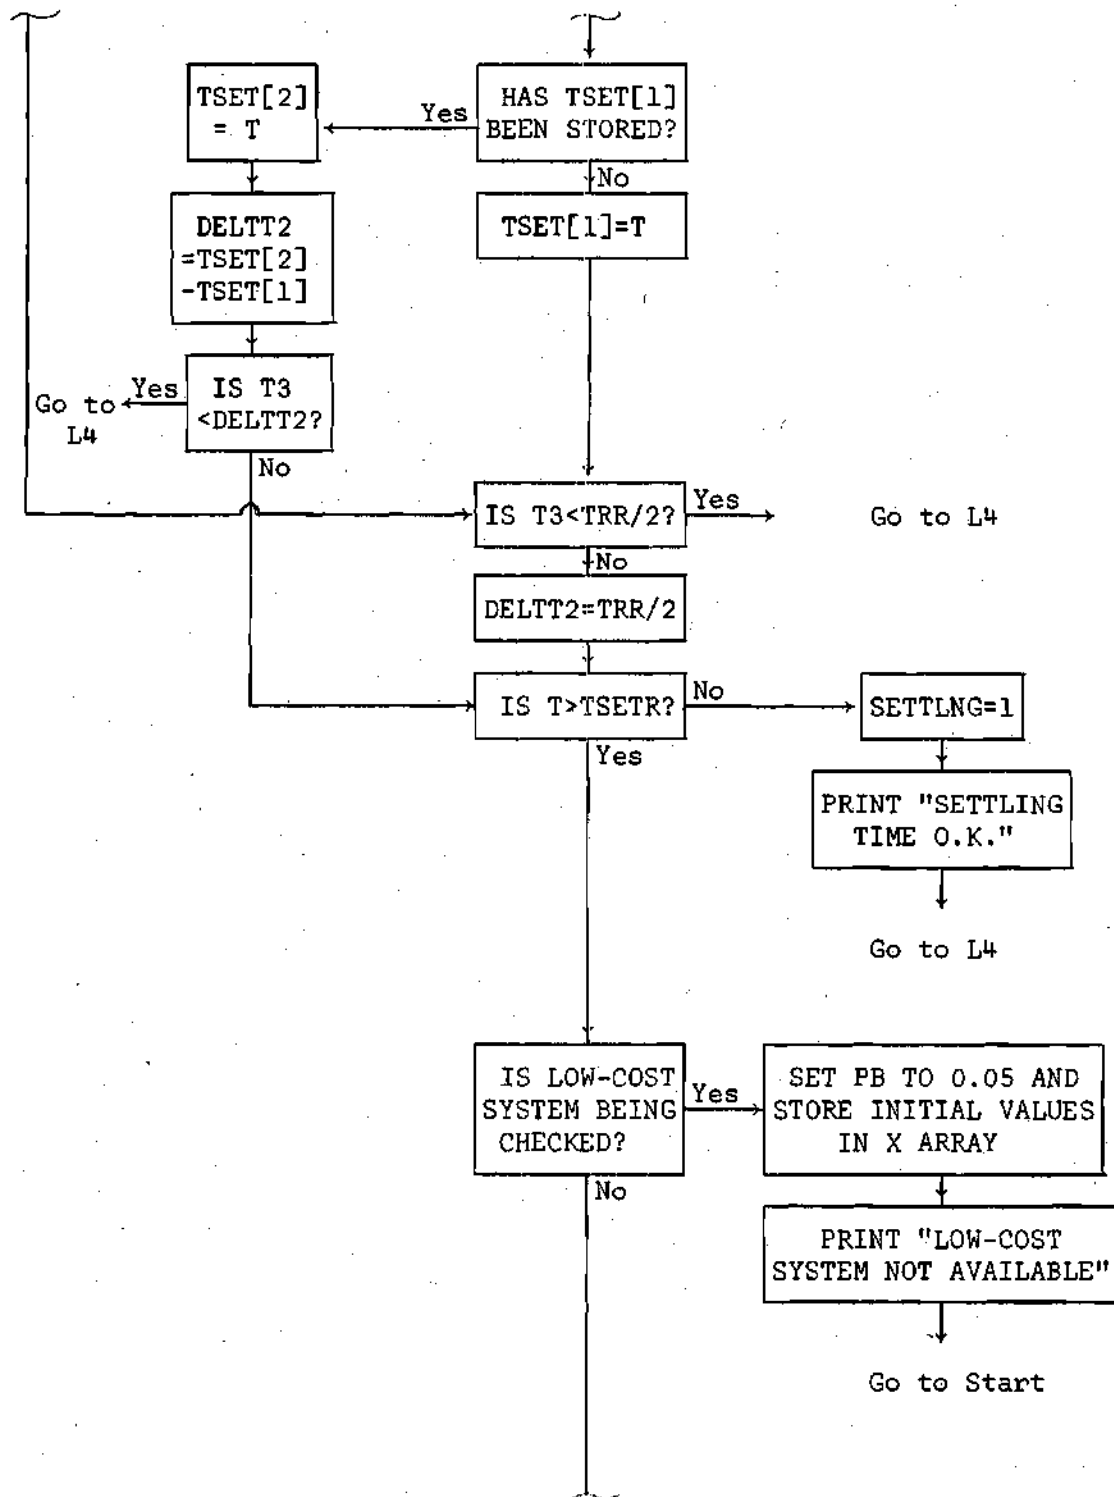 TSET[2]
= T
Yes
HAS TSET[1]
BEEN STORED?
No
DELTT2
=TSET[2]
-TSET[1]
TSET[1]=T
IS T3
<DELTT2?
Yes
Go to
L4
No
IS T3<TRR/2?
Yes
Go to L4
No
DELTT2=TRR/2
IS T>TSETR?
No
SETTLNG=1
Yes
PRINT "SETTLING
TIME O.K."
Go to L4
IS LOW-COST
SYSTEM BEING
CHECKED?
Yes
SET PB TO 0.05 AND
STORE INITIAL VALUES
IN X ARRAY
No
PRINT "LOW-COST
SYSTEM NOT AVAILABLE"
Go to Start